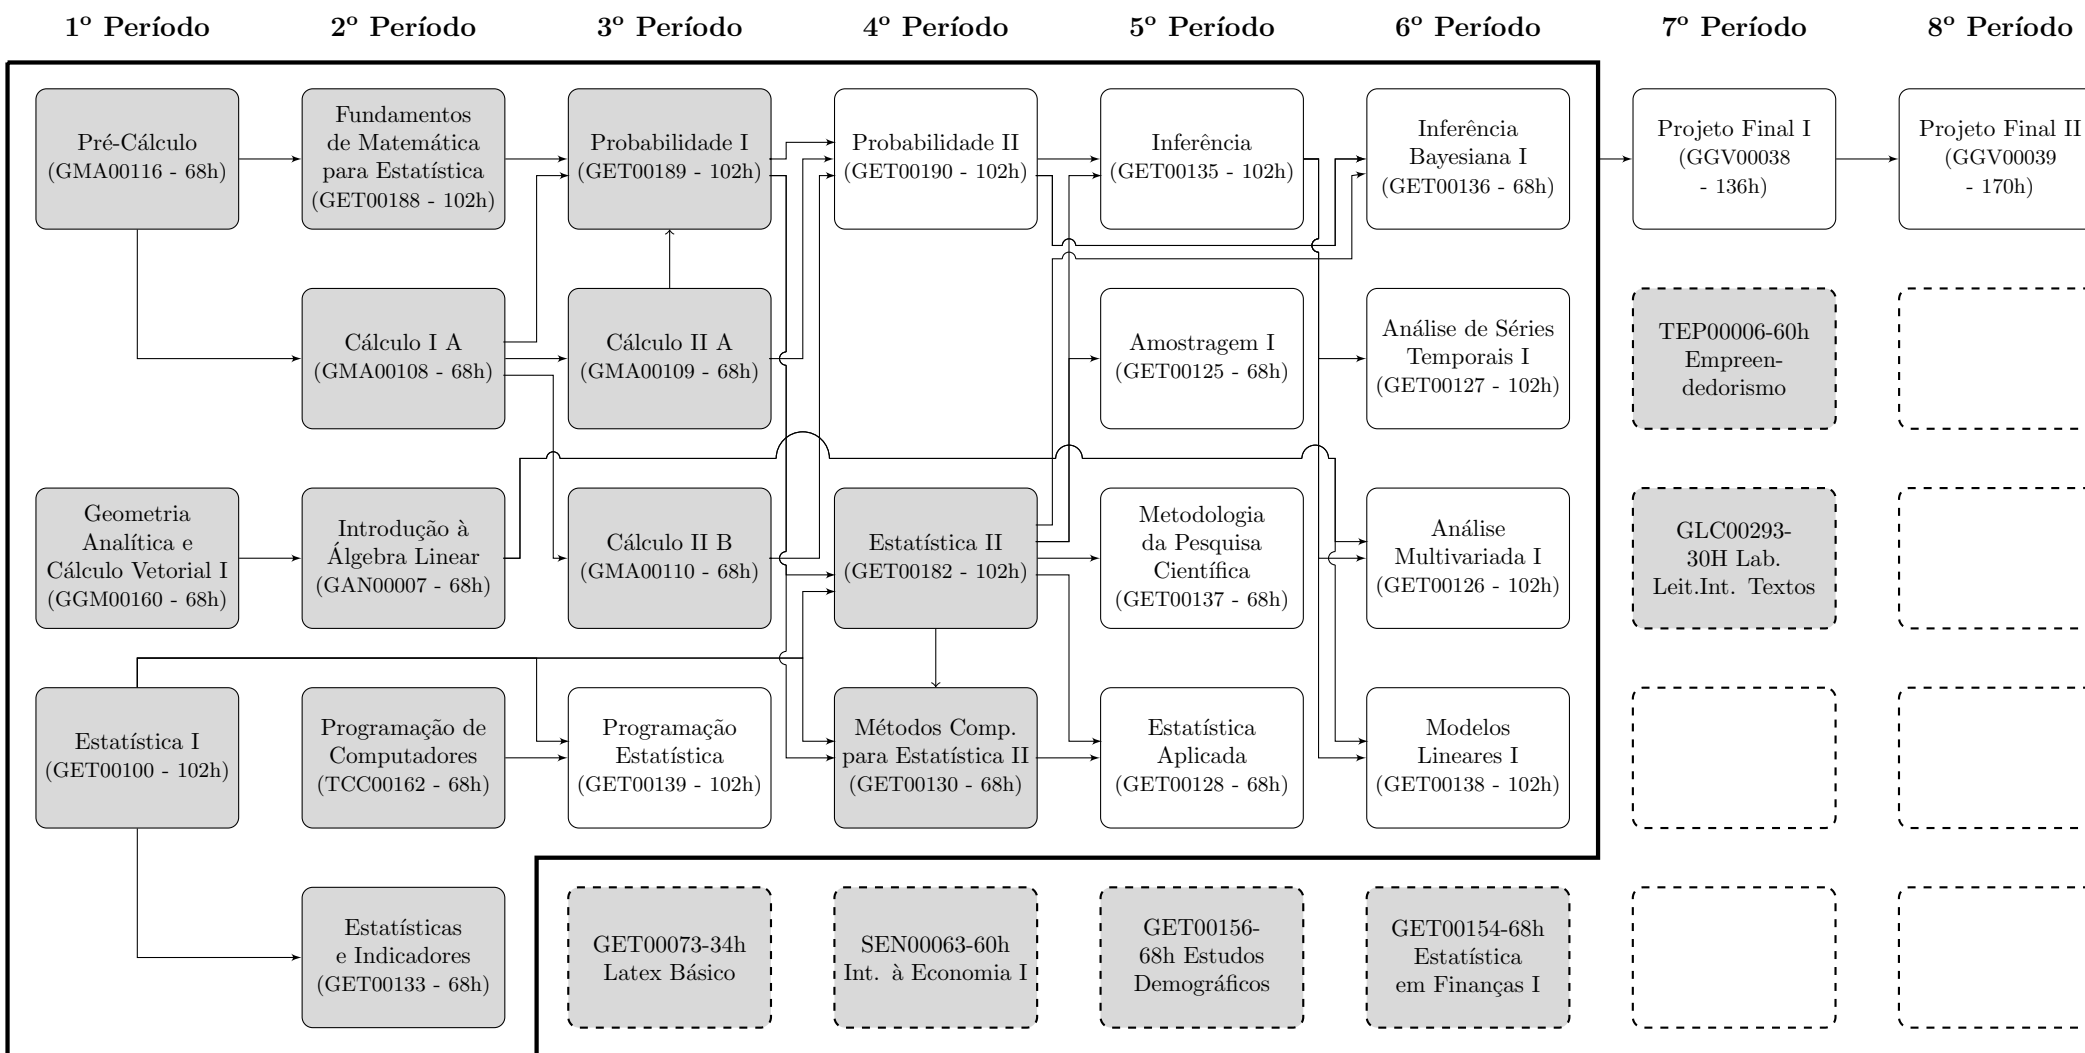 1º Período
2º Período
3º Período
4º Período
5º Período
6º Período
7º Período
8º Período
Pré-Cálculo
(GMA00116 - 68h)
Fundamentos
de Matemática
para Estatística
(GET00188 - 102h)
Probabilidade I
(GET00189 - 102h)
Probabilidade II
(GET00190 - 102h)
Inferência
(GET00135 - 102h)
Inferência
Bayesiana I
(GET00136 - 68h)
Projeto Final I
(GGV00038
- 136h)
Projeto Final II
(GGV00039
- 170h)
Cálculo I A
(GMA00108 - 68h)
Cálculo II A
(GMA00109 - 68h)
Amostragem I
(GET00125 - 68h)
Análise de Séries
Temporais I
(GET00127 - 102h)
TEP00006-60h
Empreen-
dedorismo
Geometria
Analítica e
Cálculo Vetorial I
(GGM00160 - 68h)
Introdução à
Álgebra Linear
(GAN00007 - 68h)
Cálculo II B
(GMA00110 - 68h)
Estatística II
(GET00182 - 102h)
Metodologia
da Pesquisa
Científica
(GET00137 - 68h)
Análise
Multivariada I
(GET00126 - 102h)
GLC00293-
30H Lab.
Leit.Int. Textos
Estatística I
(GET00100 - 102h)
Programação de
Computadores
(TCC00162 - 68h)
Programação
Estatística
(GET00139 - 102h)
Métodos Comp.
para Estatística II
(GET00130 - 68h)
Estatística
Aplicada
(GET00128 - 68h)
Modelos
Lineares I
(GET00138 - 102h)
Estatísticas
e Indicadores
(GET00133 - 68h)
GET00073-34h
Latex Básico
SEN00063-60h
Int. à Economia I
GET00156-
68h Estudos
Demográficos
GET00154-68h
Estatística
em Finanças I